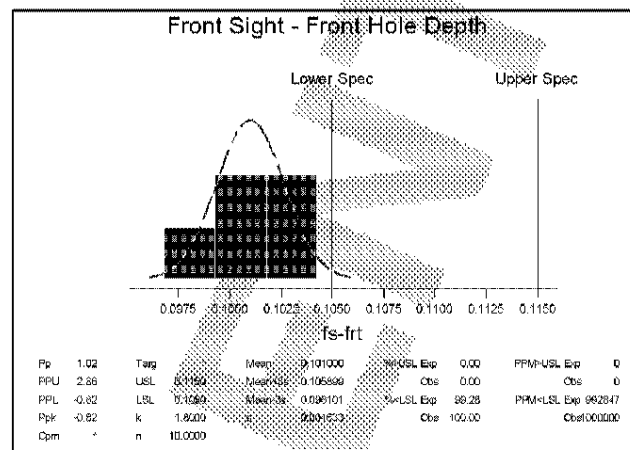 Front Sight - Front Hole Depth
Lower Spec Upper Spec
0.0975 0.1000 0.1025 0.1050 0.1075 0.1100 0.1125 0.1150
fs-frt
Pp 1.02 Targ Mean 0.101000 %>USL Exp 0.00 PPM>USL Exp 0
PPU 2.86 USL 0.1150 Mean+3s 0.105899 Obs 0.00 Obs 0
PPL -0.82 LSL 0.1050 Mean-3s 0.096101 %<LSL Exp 99.28 PPM<LSL Exp 992847
Ppk -0.82 k 1.8000 s 0.001633 Obs 100.00 Obs 1000000
Cpm * n 10.0000